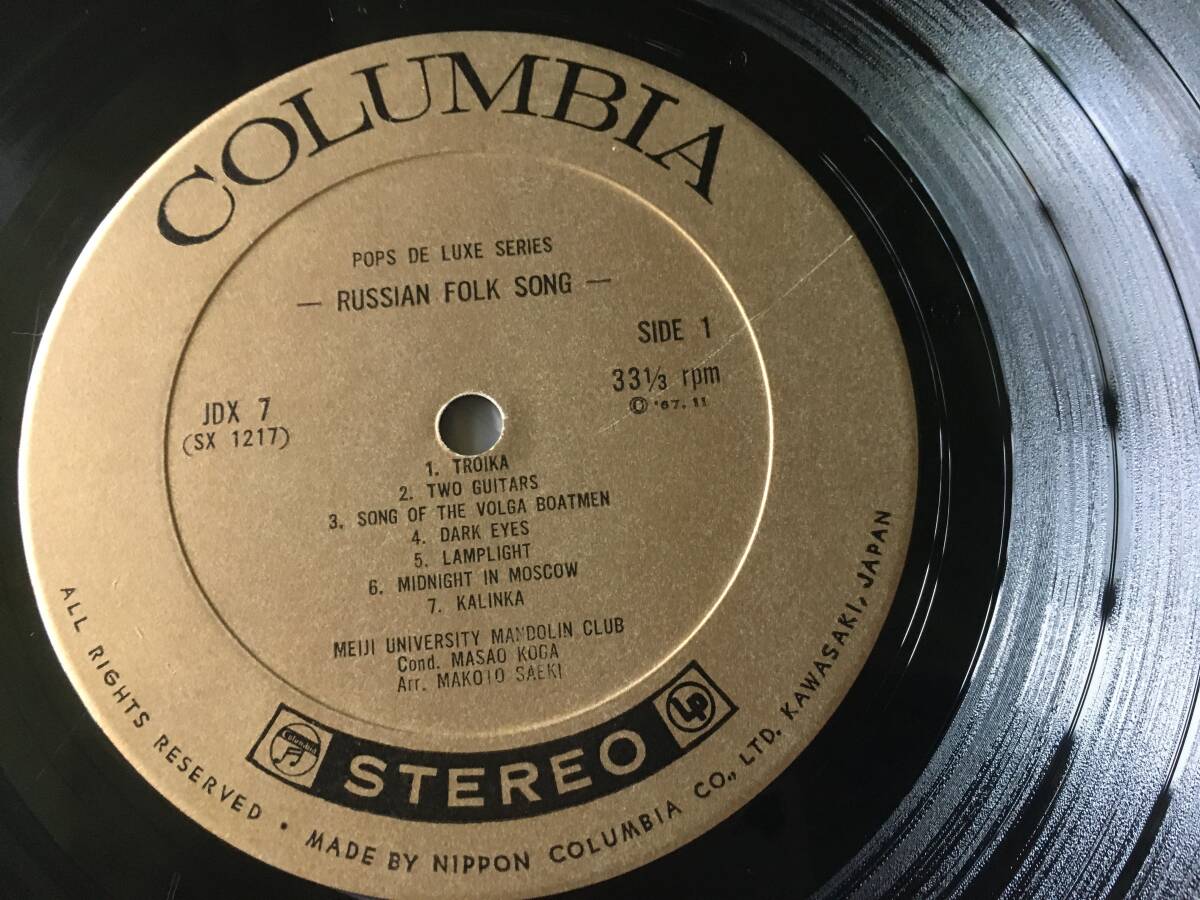 COLUMBIA
POPS DE LUXE SERIES
— RUSSIAN FOLK SONG —
SIDE 1
33 1/3 rpm
© '67. 11
JDX 7
(SX 1217)
1. TROIKA
2. TWO GUITARS
3. SONG OF THE VOLGA BOATMEN
4. DARK EYES
5. LAMPLIGHT
6. MIDNIGHT IN MOSCOW
7. KALINKA
MEIJI UNIVERSITY MANDOLIN CLUB
Cond. MASAO KOGA
Arr. MAKOTO SAEKI
Columbia
STEREO
LP
ALL RIGHTS RESERVED • MADE BY NIPPON COLUMBIA CO., LTD. KAWASAKI, JAPAN